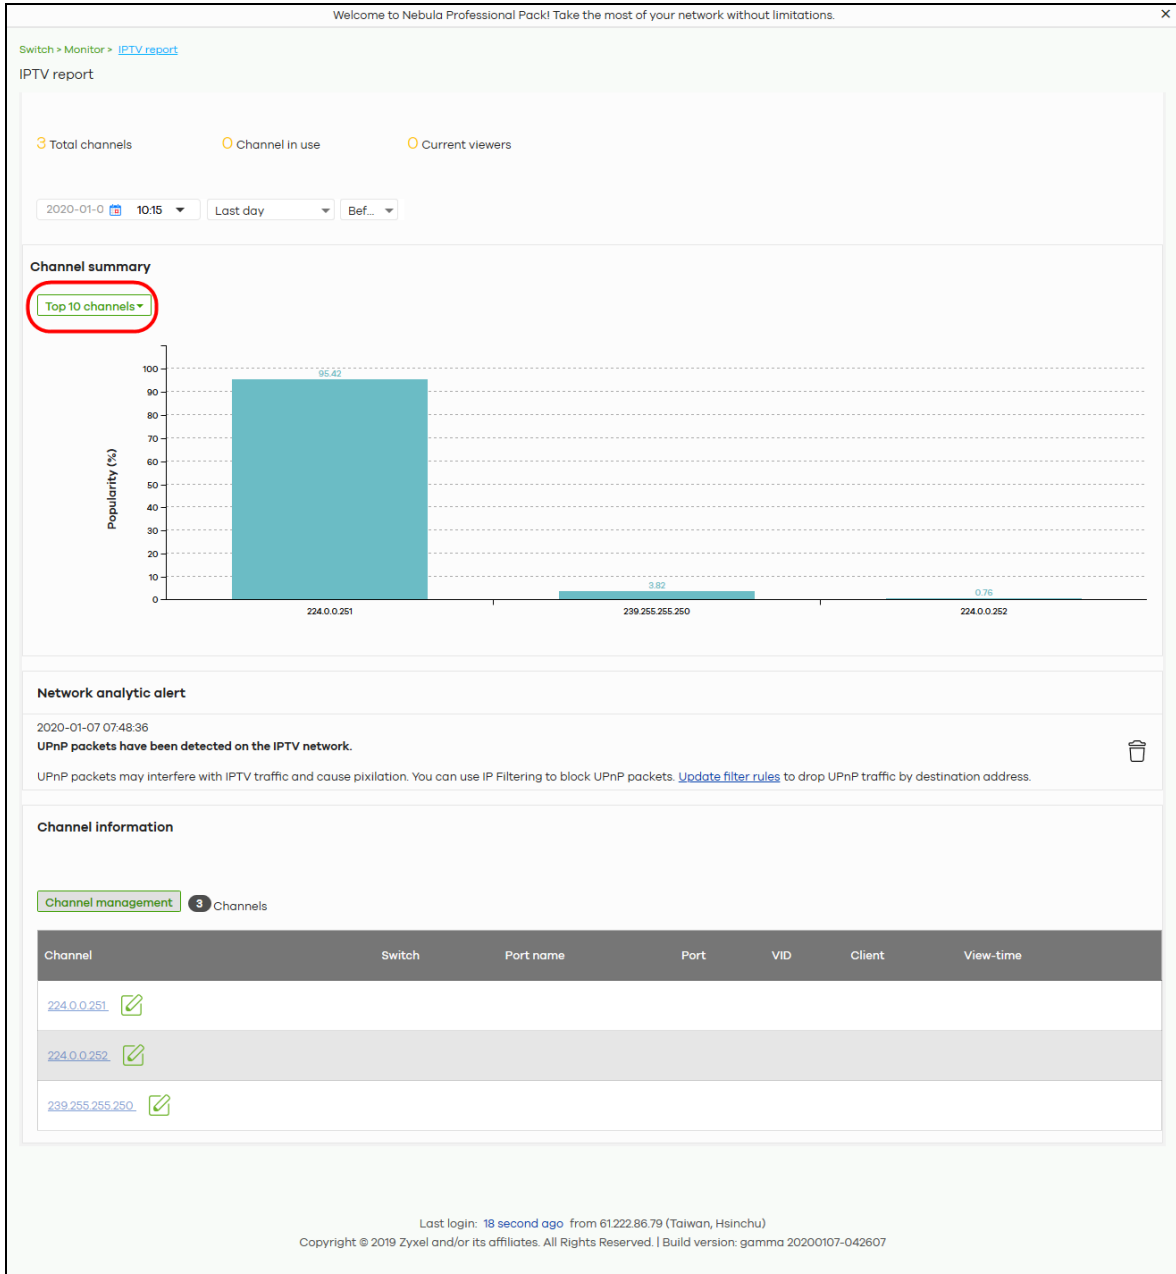 Welcome to Nebula Professional Pack! Take the most of your network without limitations.
Switch > Monitor > IPTV report
IPTV report
3 Total channels 0 Channel in use 0 Current viewers
2020-01-0 10:15 Last day Bef...
Channel summary
Top 10 channels
Popularity (%)
100
90
80
70
60
50
40
30
20
10
0
95.42
3.82
0.76
224.0.0.251 239.255.255.250 224.0.0.252
Network analytic alert
2020-01-07 07:48:36
UPnP packets have been detected on the IPTV network.
UPnP packets may interfere with IPTV traffic and cause pixilation. You can use IP Filtering to block UPnP packets. Update filter rules to drop UPnP traffic by destination address.
Channel information
Channel management 3 Channels
Channel Switch Port name Port VID Client View-time
224.0.0.251
224.0.0.252
239.255.255.250
Last login: 18 second ago from 61.222.86.79 (Taiwan, Hsinchu)
Copyright © 2019 Zyxel and/or its affiliates. All Rights Reserved. | Build version: gamma 20200107-042607